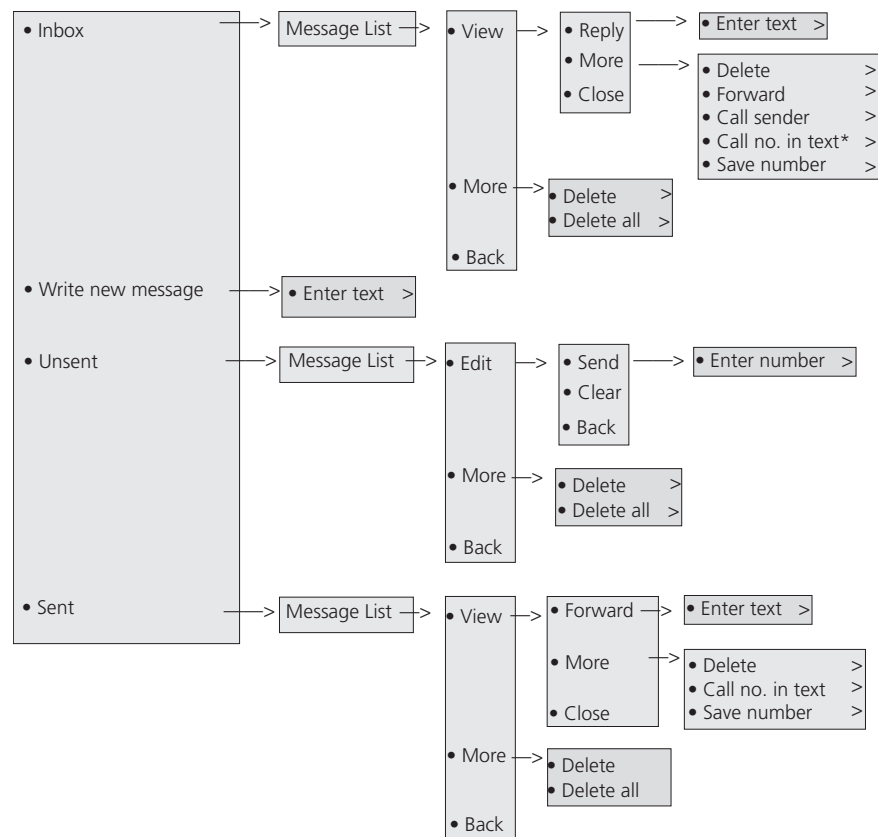 • Inbox
Message List
• View
• Reply
• Enter text >
• More
• Close
• Delete >
• Forward >
• Call sender >
• Call no. in text* >
• Save number >
• More
• Delete >
• Delete all >
• Back
• Write new message
• Enter text >
• Unsent
Message List
• Edit
• Send
• Enter number >
• Clear
• Back
• More
• Delete >
• Delete all >
• Back
• Sent
Message List
• View
• Forward
• Enter text >
• More
• Delete >
• Call no. in text >
• Save number >
• Close
• More
• Delete
• Delete all
• Back